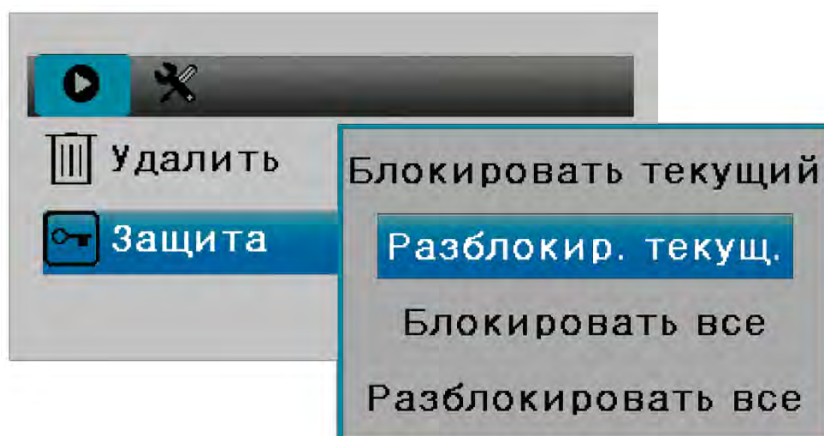 Удалить
Защита
Блокировать текущий
Разблокир. текущ.
Блокировать все
Разблокировать все